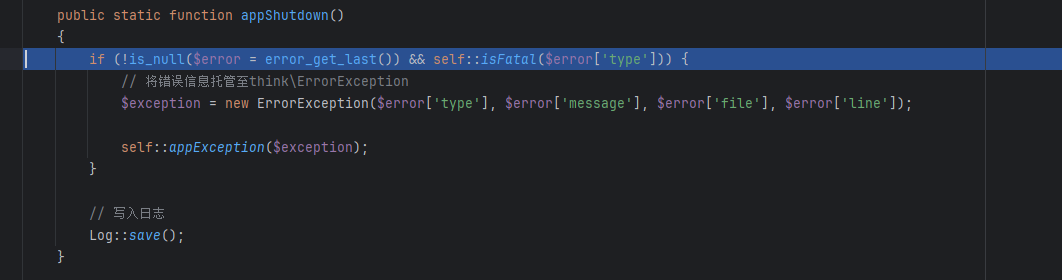 public static function appShutdown()
{
if (!is_null($error = error_get_last()) && self::isFatal($error['type'])) {
// 将错误信息托管至think\ErrorException
$exception = new ErrorException($error['type'], $error['message'], $error['file'], $error['line']);
self::appException($exception);
}
// 写入日志
Log::save();
}